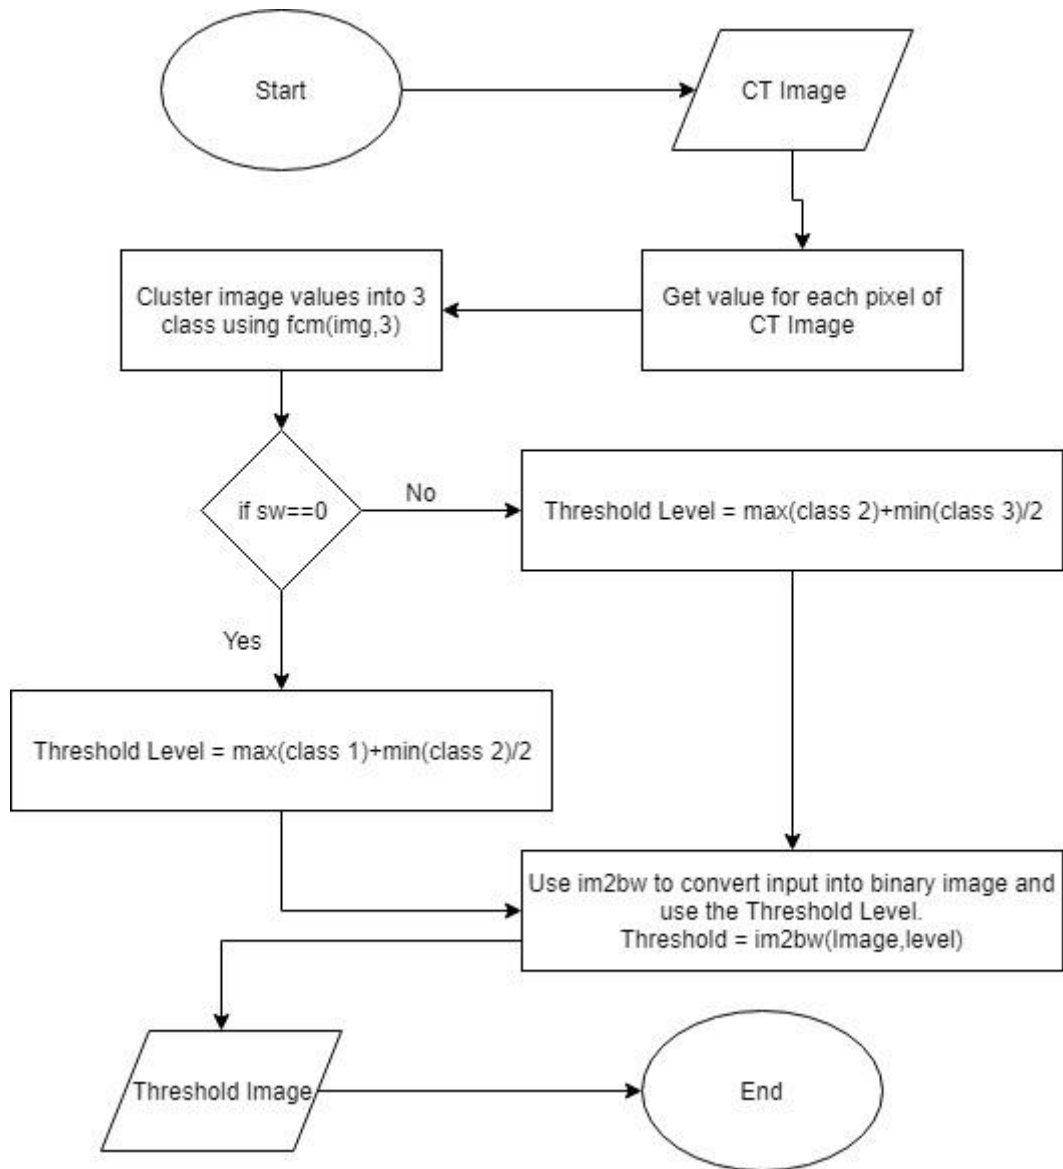 Start
CT Image
Get value for each pixel of
CT Image
Cluster image values into 3
class using fcm(img,3)
if sw==0
No
Threshold Level = max(class 2)+min(class 3)/2
Yes
Threshold Level = max(class 1)+min(class 2)/2
Use im2bw to convert input into binary image and
use the Threshold Level.
Threshold = im2bw(Image,level)
Threshold Image
End